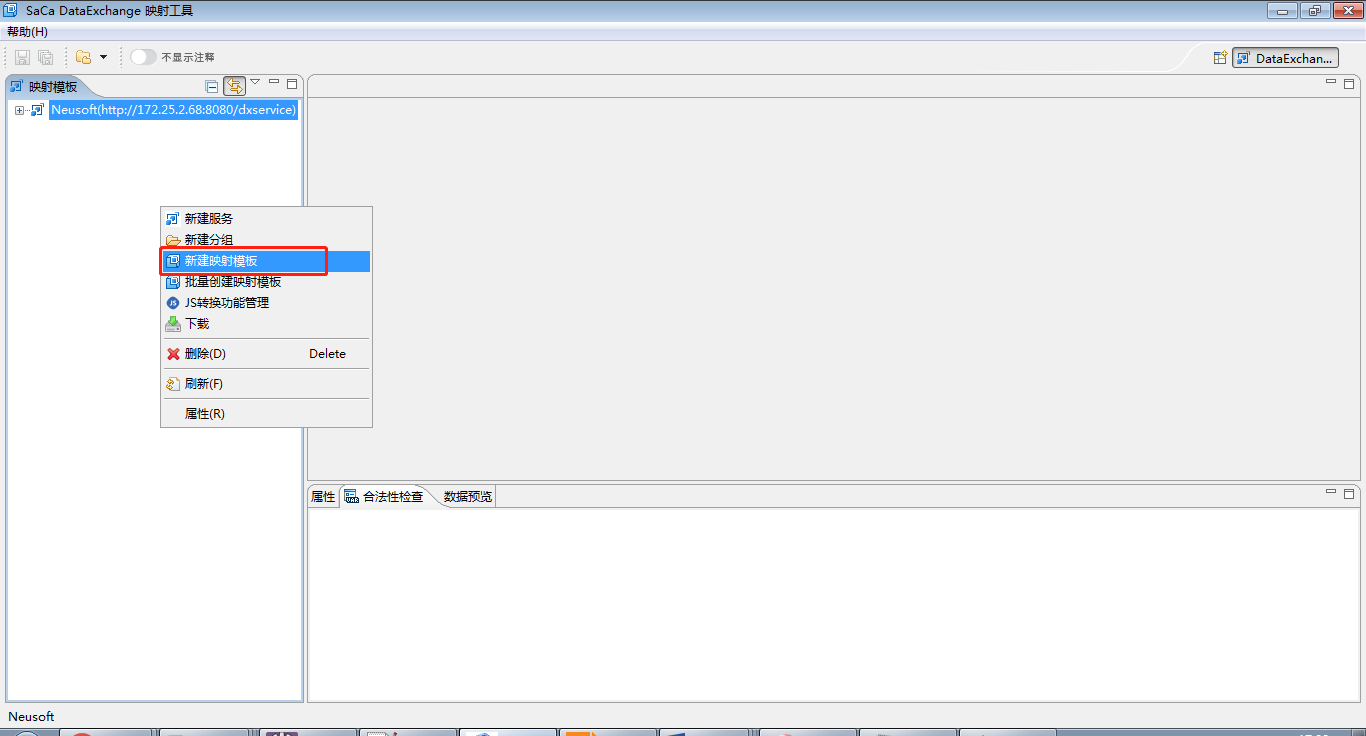 SaCa DataExchange 映射工具
帮助(H)
不显示注释
DataExchan...
映射模板
Neusoft(http://172.25.2.68:8080/dxservice)
新建服务
新建分组
新建映射模板
批量创建映射模板
JS转换功能管理
下载
删除(D) Delete
刷新(F)
属性(R)
属性 合法性检查 数据预览
Neusoft